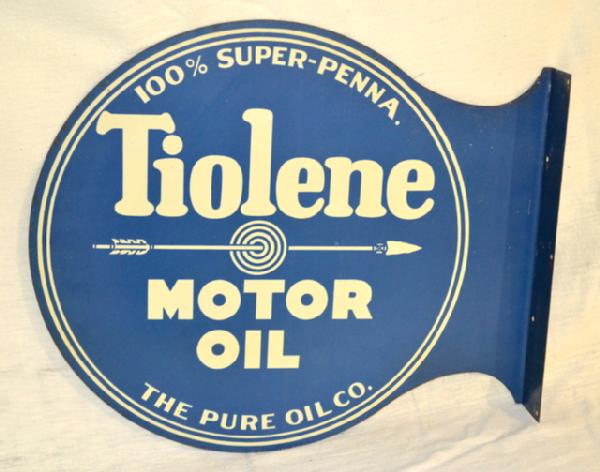 100% SUPER-PENNA.
Tiolene
MOTOR
OIL
THE PURE OIL CO.